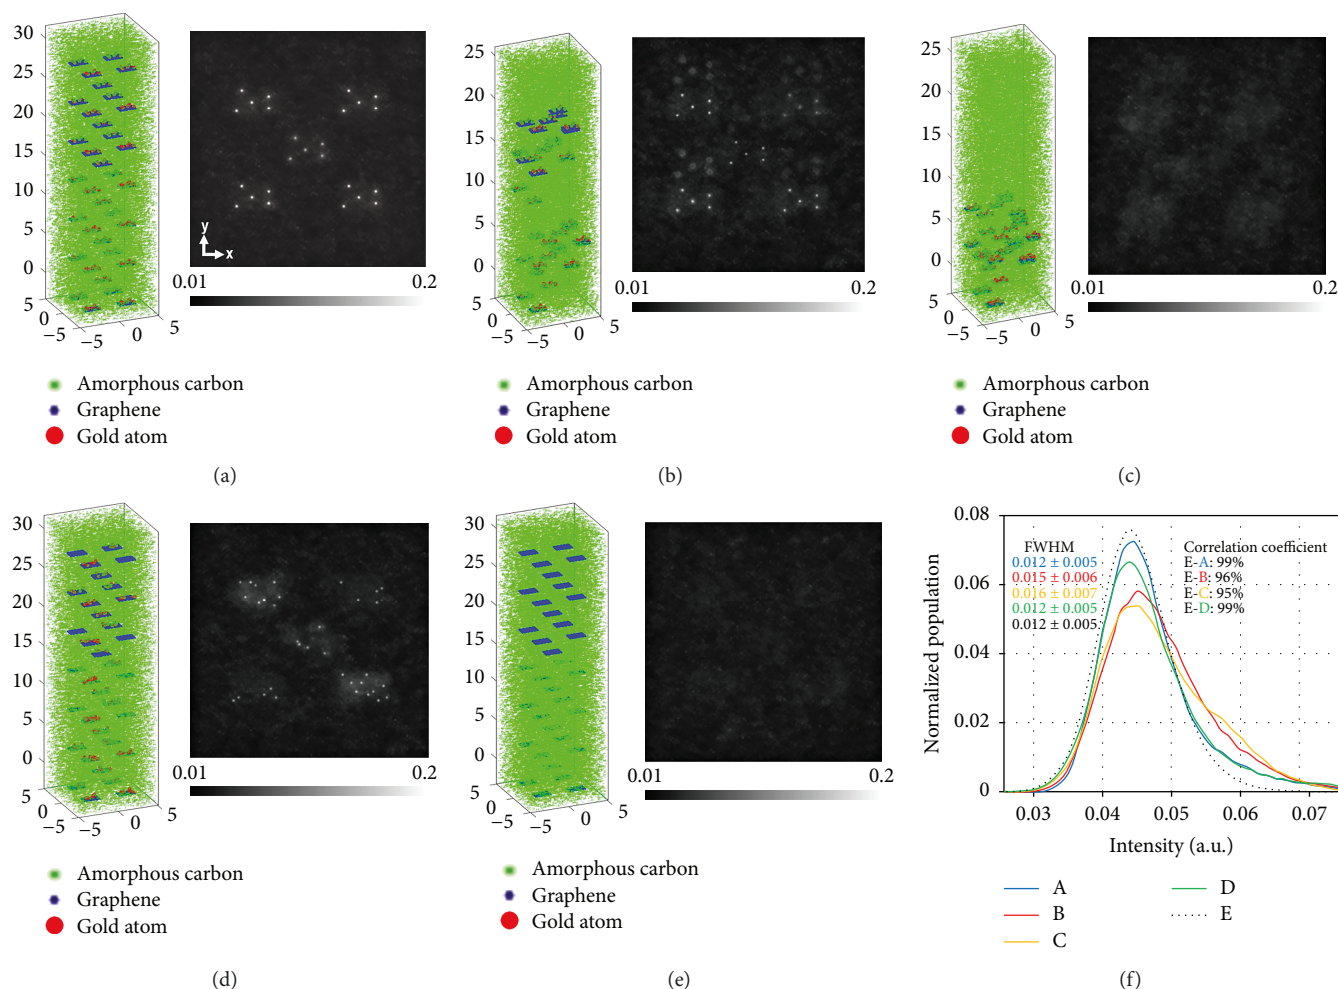 30
25
20
15
10
5
0
5
0
−5
−5
0
5
y
x
0.01 0.2
Amorphous carbon
Graphene
Gold atom
(a)
25
20
15
10
5
0
5
0
−5
−5
0
5
0.01 0.2
Amorphous carbon
Graphene
Gold atom
(b)
25
20
15
10
5
0
5
0
−5
−5
0
5
0.01 0.2
Amorphous carbon
Graphene
Gold atom
(c)
30
25
20
15
10
5
0
5
0
−5
−5
0
5
0.01 0.2
Amorphous carbon
Graphene
Gold atom
(d)
30
25
20
15
10
5
0
5
0
−5
−5
0
5
0.01 0.2
Amorphous carbon
Graphene
Gold atom
(e)
0.08
0.06
0.04
0.02
0
Normalized population
FWHM
0.012 ± 0.005
0.015 ± 0.006
0.016 ± 0.007
0.012 ± 0.005
0.012 ± 0.005
Correlation coefficient
E-A: 99%
E-B: 96%
E-C: 95%
E-D: 99%
0.03 0.04 0.05 0.06 0.07
Intensity (a.u.)
A
B
C
D
E
(f)